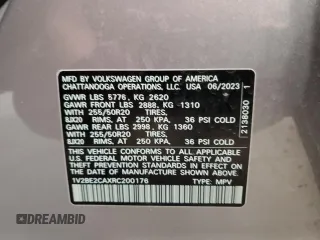 MFD. BY VOLKSWAGEN GROUP OF AMERICA
CHATTANOOGA OPERATIONS, LLC. USA 06/2023
GVWR LBS 5776, KG 2620
GAWR FRONT LBS 2888, KG 1310
WITH 255/50R20
8JX20 RIMS, AT 250 KPA, 36 PSI COLD
GAWR REAR LBS 2998, KG 1360
WITH 255/50R20
8JX20 RIMS, AT 250 KPA, 36 PSI COLD
THIS VEHICLE CONFORMS TO ALL APPLICABLE
FEDERAL MOTOR VEHICLE SAFETY AND THEFT
PREVENTION STANDARDS IN EFFECT ON THE
DATE OF MANUFACTURE SHOWN ABOVE.
1V2BE2CAXRC200176 TYPE: MPV
2138030 1
AUTOBIDMASTER